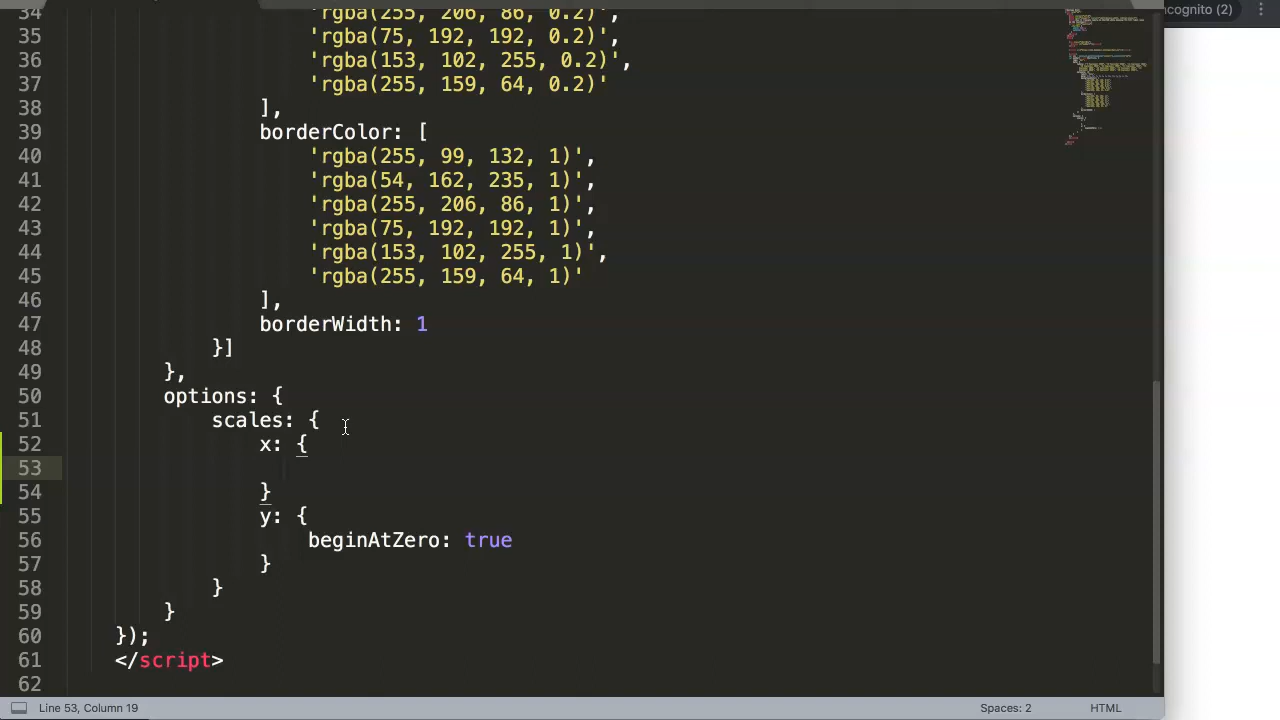 ncognito (2)
34 'rgba(255, 206, 86, 0.2)',
35 'rgba(75, 192, 192, 0.2)',
36 'rgba(153, 102, 255, 0.2)',
37 'rgba(255, 159, 64, 0.2)'
38 ],
39 borderColor: [
40 'rgba(255, 99, 132, 1)',
41 'rgba(54, 162, 235, 1)',
42 'rgba(255, 206, 86, 1)',
43 'rgba(75, 192, 192, 1)',
44 'rgba(153, 102, 255, 1)',
45 'rgba(255, 159, 64, 1)'
46 ],
47 borderWidth: 1
48 }]
49 },
50 options: {
51 scales: {
52 x: {
53
54 }
55 y: {
56 beginAtZero: true
57 }
58 }
59 }
60 });
61 </script>
62
Line 53, Column 19
Spaces: 2
HTML